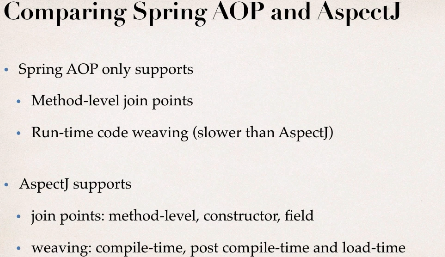 Comparing Spring AOP and AspectJ
• Spring AOP only supports
• Method-level join points
• Run-time code weaving (slower than AspectJ)
• AspectJ supports
• join points: method-level, constructor, field
• weaving: compile-time, post compile-time and load-time